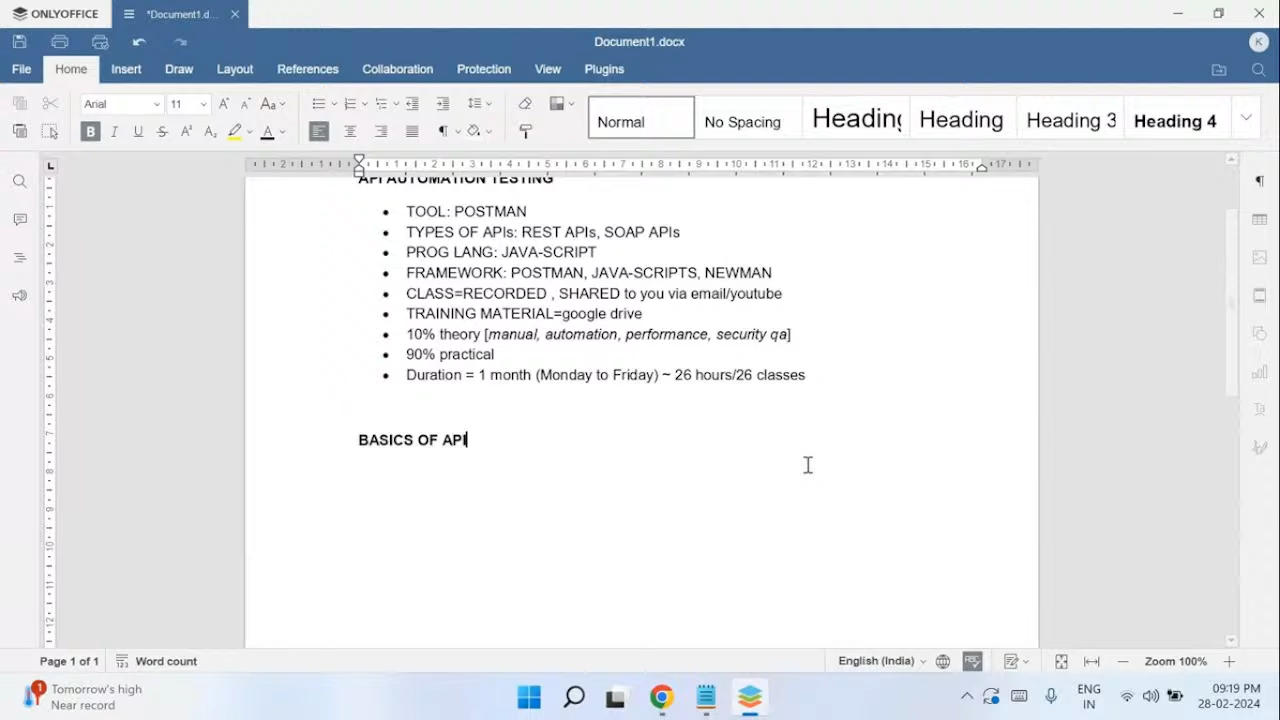 ONLYOFFICE
*Document1.d...
Document1.docx
K
File
Home
Insert
Draw
Layout
References
Collaboration
Protection
View
Plugins
Arial
11
Normal
No Spacing
Heading
Heading
Heading 3
Heading 4
API AUTOMATION TESTING
• TOOL: POSTMAN
• TYPES OF APIs: REST APIs, SOAP APIs
• PROG LANG: JAVA-SCRIPT
• FRAMEWORK: POSTMAN, JAVA-SCRIPTS, NEWMAN
• CLASS=RECORDED , SHARED to you via email/youtube
• TRAINING MATERIAL=google drive
• 10% theory [manual, automation, performance, security qa]
• 90% practical
• Duration = 1 month (Monday to Friday) ~ 26 hours/26 classes
BASICS OF API
Page 1 of 1
Word count
English (India)
Zoom 100%
1
Tomorrow's high
Near record
ENG
IN
09:19 PM
28-02-2024